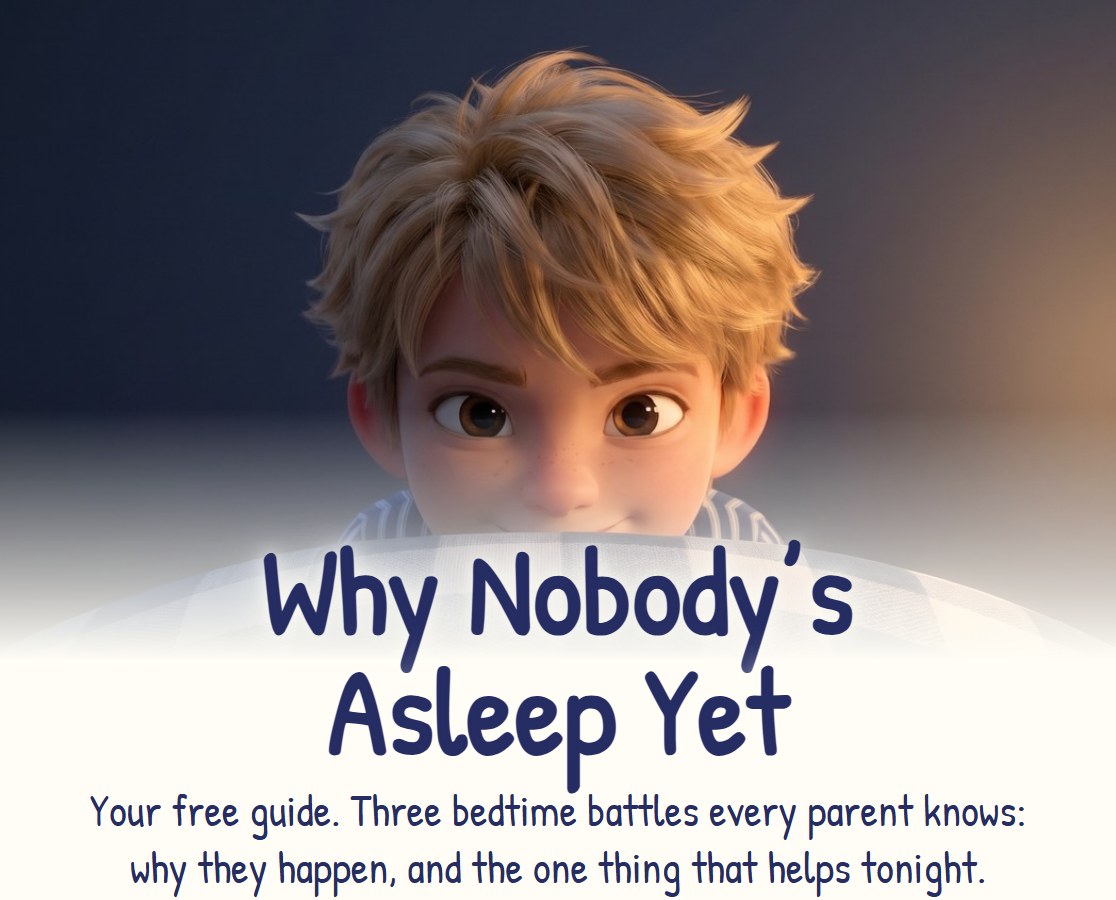 Why Nobody’s
Asleep Yet
Your free guide. Three bedtime battles every parent knows:
why they happen, and the one thing that helps tonight.